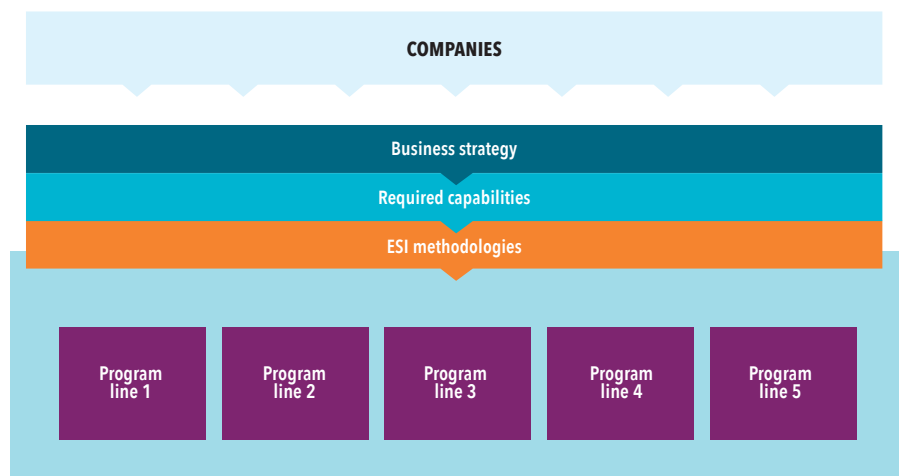 COMPANIES
Business strategy
Required capabilities
ESI methodologies
Program
line 1
Program
line 2
Program
line 3
Program
line 4
Program
line 5